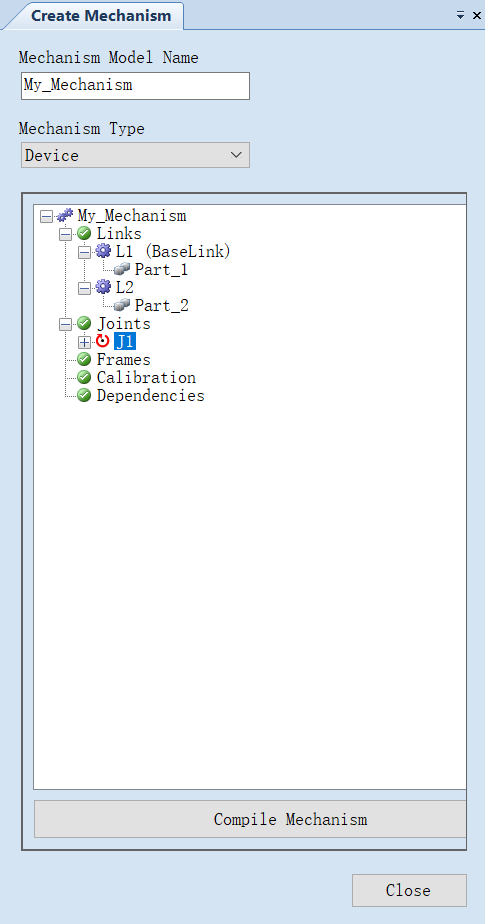 Create Mechanism
Mechanism Model Name
My_Mechanism
Mechanism Type
Device
My_Mechanism
Links
L1 (BaseLink)
Part_1
L2
Part_2
Joints
J1
Frames
Calibration
Dependencies
Compile Mechanism
Close